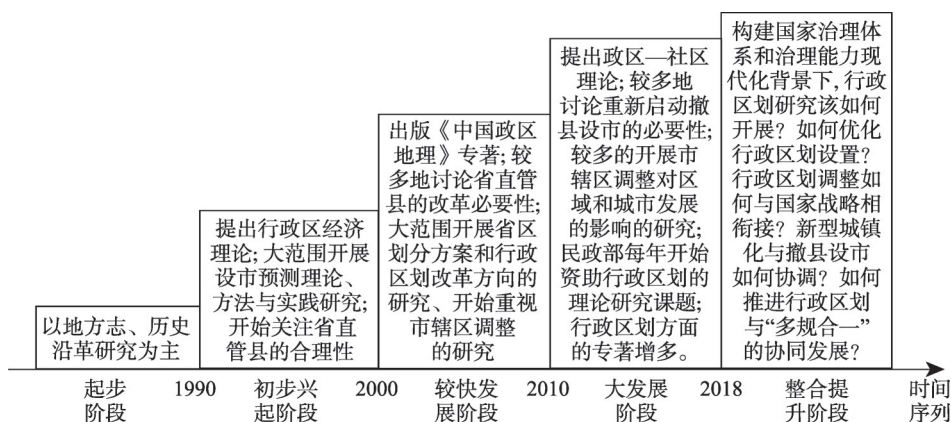 以地方志、历史
沿革研究为主
提出行政区经济
理论；大范围开展
设市预测理论、
方法与实践研究；
开始关注省直
管县的合理性
出版《中国政区
地理》专著；较
多地讨论省直管
县的改革必要性；
大范围开展省区
划分方案和行政
区划改革方向的
研究、开始重视
市辖区调整
的研究
提出政区—社区
理论；较多地
讨论重新启动撤
县设市的必要性；
较多的开展市
辖区调整对区
域和城市发展
的影响的研究；
民政部每年开始
资助行政区划的
理论研究课题；
行政区划方面
的专著增多。
构建国家治理体
系和治理能力现
代化背景下，行政
区划研究该如何
开展？如何优化
行政区划设置？
行政区划调整如
何与国家战略相
衔接？新型城镇
化与撤县设市
如何协调？如何
推进行政区划
与“多规合一”
的协同发展？
起步
阶段
1990
初步兴
起阶段
2000
较快发
展阶段
2010
大发展
阶段
2018
整合提
升阶段
时间
序列